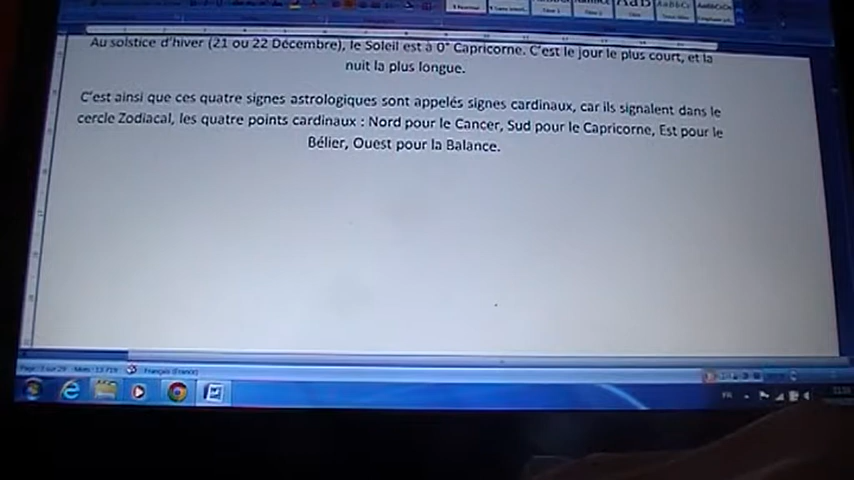 Au solstice d'hiver (21 ou 22 Décembre), le Soleil est à 0° Capricorne. C'est le jour le plus court, et la
nuit la plus longue.
C'est ainsi que ces quatre signes astrologiques sont appelés signes cardinaux, car ils signalent dans le
cercle Zodiacal, les quatre points cardinaux : Nord pour le Cancer, Sud pour le Capricorne, Est pour le
Bélier, Ouest pour la Balance.
Français (France)
FR